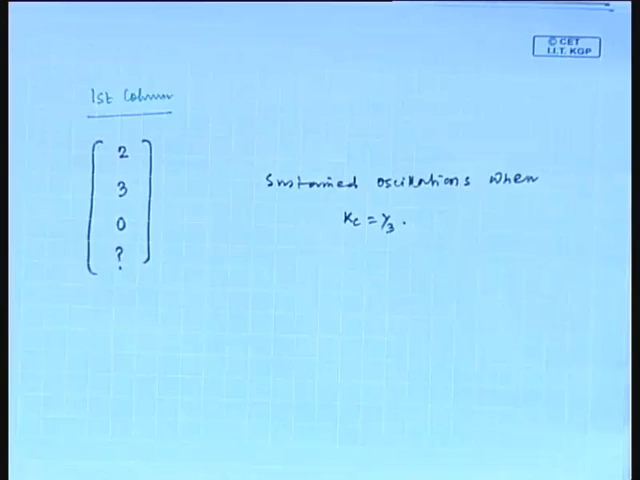 © CET
I.I.T. KGP
1st Column
2
3
0
?
Sustained oscillations when
Kc = 1/3.